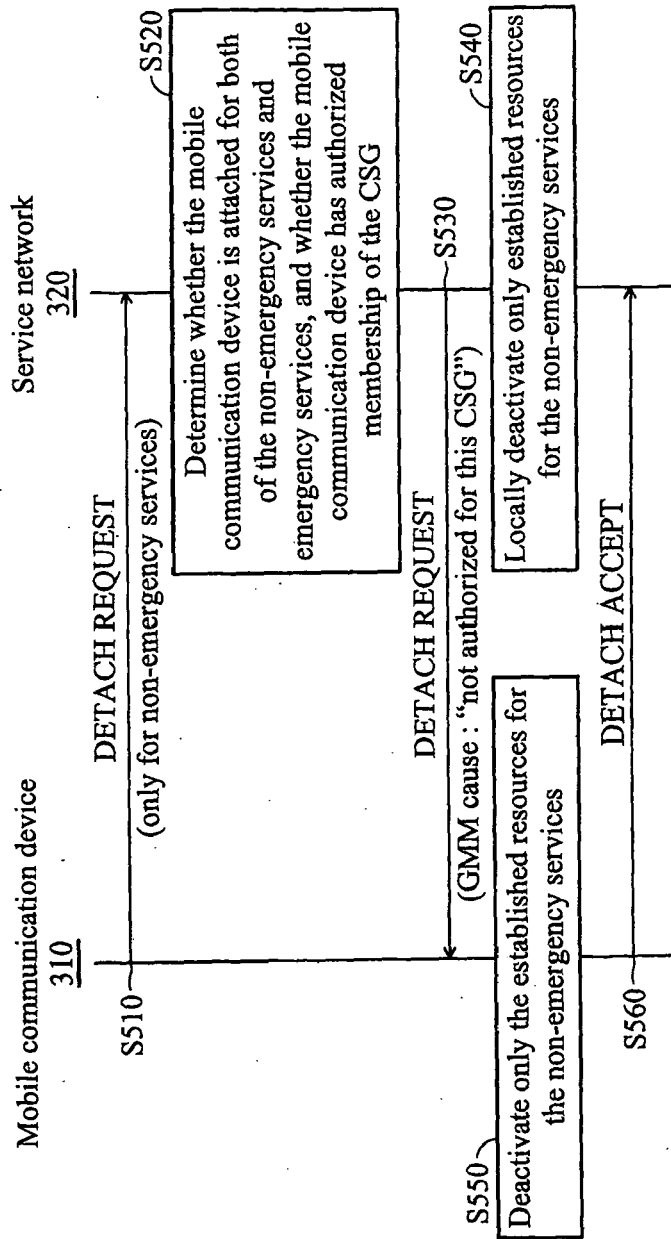 Mobile communication device
310
Service network
320
S510
DETACH REQUEST
(only for non-emergency services)
S520
Determine whether the mobile
communication device is attached for both
of the non-emergency services and
emergency services, and whether the mobile
communication device has authorized
membership of the CSG
S530
DETACH REQUEST
(GMM cause : “not authorized for this CSG”)
S540
Locally deactivate only established resources
for the non-emergency services
S550
Deactivate only the established resources for
the non-emergency services
S560
DETACH ACCEPT